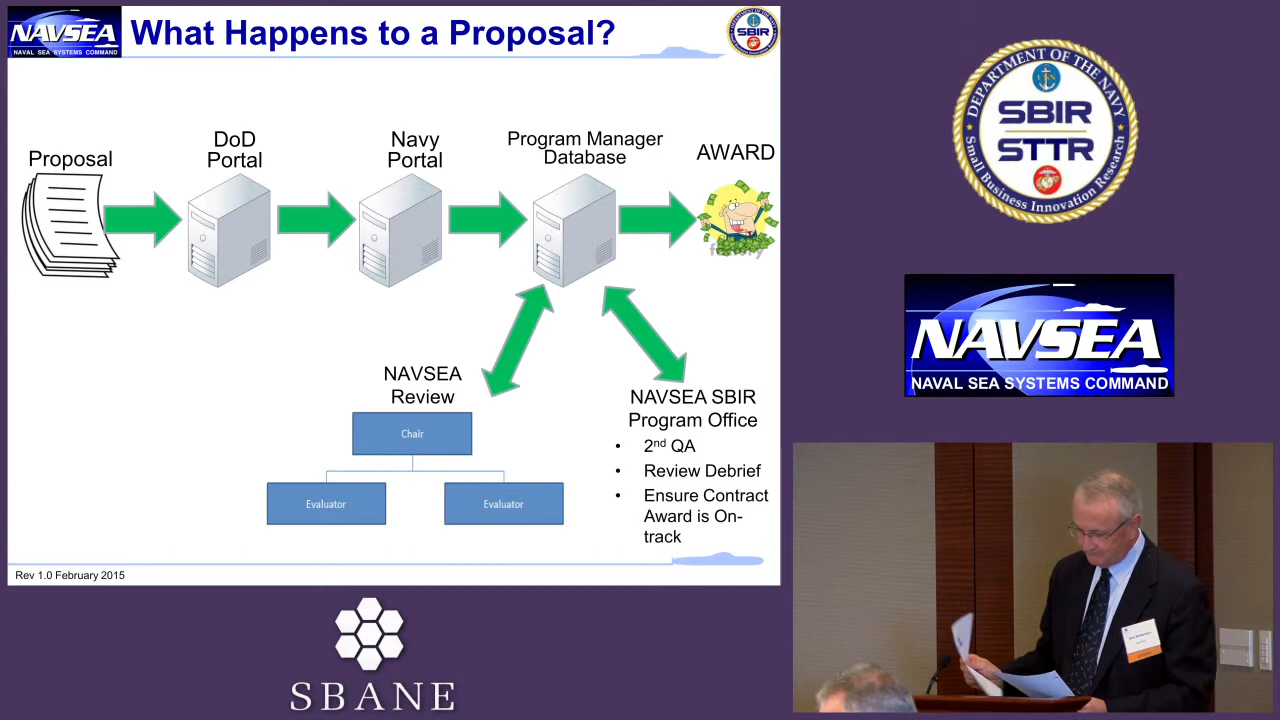 NAVSEA
NAVAL SEA SYSTEMS COMMAND
What Happens to a Proposal?
SBIR
Proposal
DoD
Portal
Navy
Portal
Program Manager
Database
AWARD
NAVSEA
Review
Chair
Evaluator
Evaluator
NAVSEA SBIR
Program Office
• 2nd QA
• Review Debrief
• Ensure Contract
Award is On-
track
Rev 1.0 February 2015
DEPARTMENT OF THE NAVY
SBIR
STTR
Small Business Innovation Research
NAVSEA
NAVAL SEA SYSTEMS COMMAND
SBANE